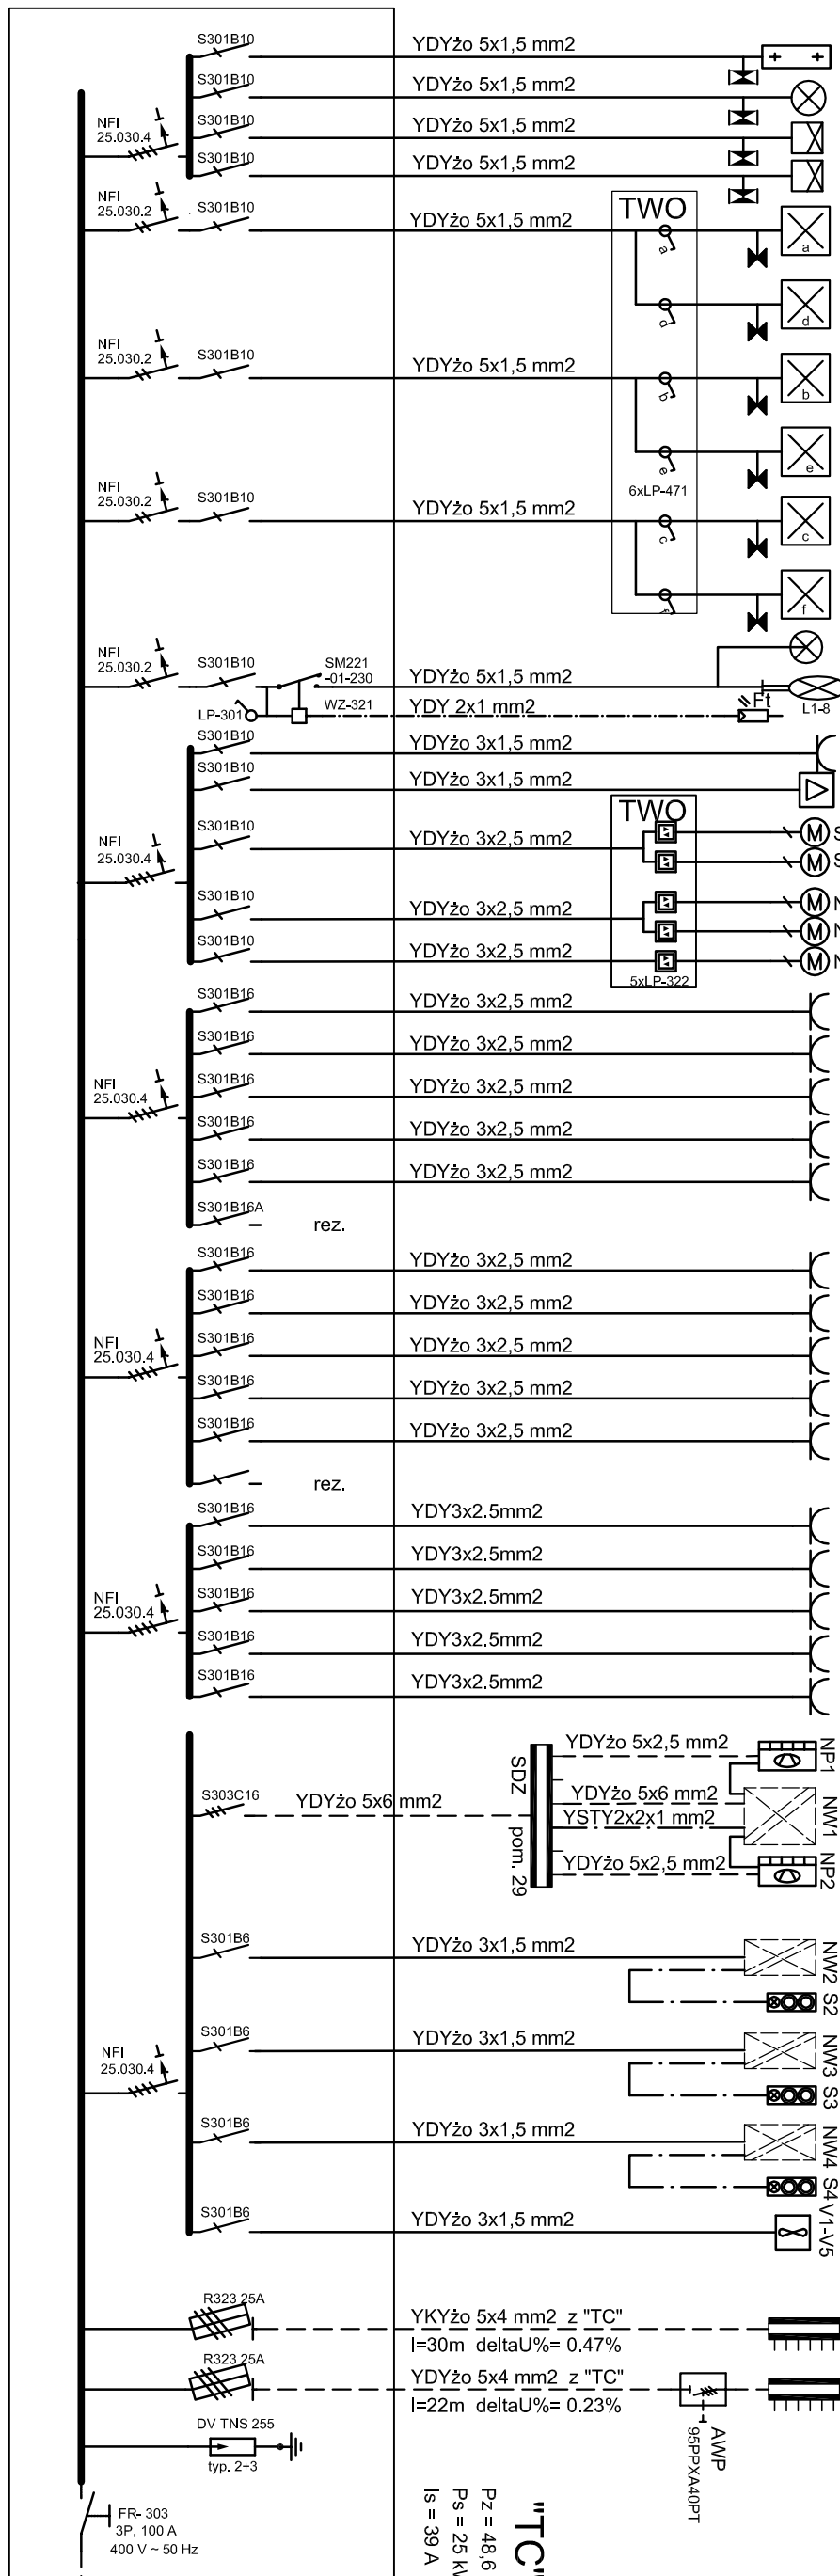 S301B10 YDYżo 5x1,5 mm2
S301B10 YDYżo 5x1,5 mm2
NFI
25.030.4
S301B10 YDYżo 5x1,5 mm2
S301B10 YDYżo 5x1,5 mm2
NFI
25.030.2
S301B10 YDYżo 5x1,5 mm2
TWO
a a
d d
NFI
25.030.2
S301B10 YDYżo 5x1,5 mm2
b b
e e
6xLP-471
NFI
25.030.2
S301B10 YDYżo 5x1,5 mm2
c c
f f
NFI
25.030.2
S301B10
SM221
-01-230
YDYżo 5x1,5 mm2
LP-301
WZ-321
YDY 2x1 mm2
Ft
L1-8
S301B10 YDYżo 3x1,5 mm2
S301B10 YDYżo 3x1,5 mm2
TWO
NFI
25.030.4
S301B10 YDYżo 3x2,5 mm2
M S
M S
S301B10 YDYżo 3x2,5 mm2
M N
M N
S301B10 YDYżo 3x2,5 mm2
M N
5xLP-322
S301B16 YDYżo 3x2,5 mm2
S301B16 YDYżo 3x2,5 mm2
NFI
25.030.4
S301B16 YDYżo 3x2,5 mm2
S301B16 YDYżo 3x2,5 mm2
S301B16 YDYżo 3x2,5 mm2
S301B16A rez.
S301B16 YDYżo 3x2,5 mm2
S301B16 YDYżo 3x2,5 mm2
NFI
25.030.4
S301B16 YDYżo 3x2,5 mm2
S301B16 YDYżo 3x2,5 mm2
S301B16 YDYżo 3x2,5 mm2
rez.
S301B16 YDY3x2.5mm2
S301B16 YDY3x2.5mm2
NFI
25.030.4
S301B16 YDY3x2.5mm2
S301B16 YDY3x2.5mm2
S301B16 YDY3x2.5mm2
S303C16 YDYżo 5x6 mm2
SDZ pom. 29
YDYżo 5x2,5 mm2 NP1
YDYżo 5x6 mm2
YSTY2x2x1 mm2 NW1
YDYżo 5x2,5 mm2 NP2
S301B6 YDYżo 3x1,5 mm2 NW2
S2
NFI
25.030.4
S301B6 YDYżo 3x1,5 mm2 NW3
S3
S301B6 YDYżo 3x1,5 mm2 NW4
S4
S301B6 YDYżo 3x1,5 mm2 V1-V5
R323 25A YKYżo 5x4 mm2 z "TC"
l=30m deltaU%= 0.47%
R323 25A YDYżo 5x4 mm2 z "TC"
l=22m deltaU%= 0.23%
AWP
95PPXA40PT
DV TNS 255
typ. 2+3
FR- 303
3P, 100 A
400 V ~ 50 Hz
"TC"
Pz = 48,6
Ps = 25
Is = 39 A